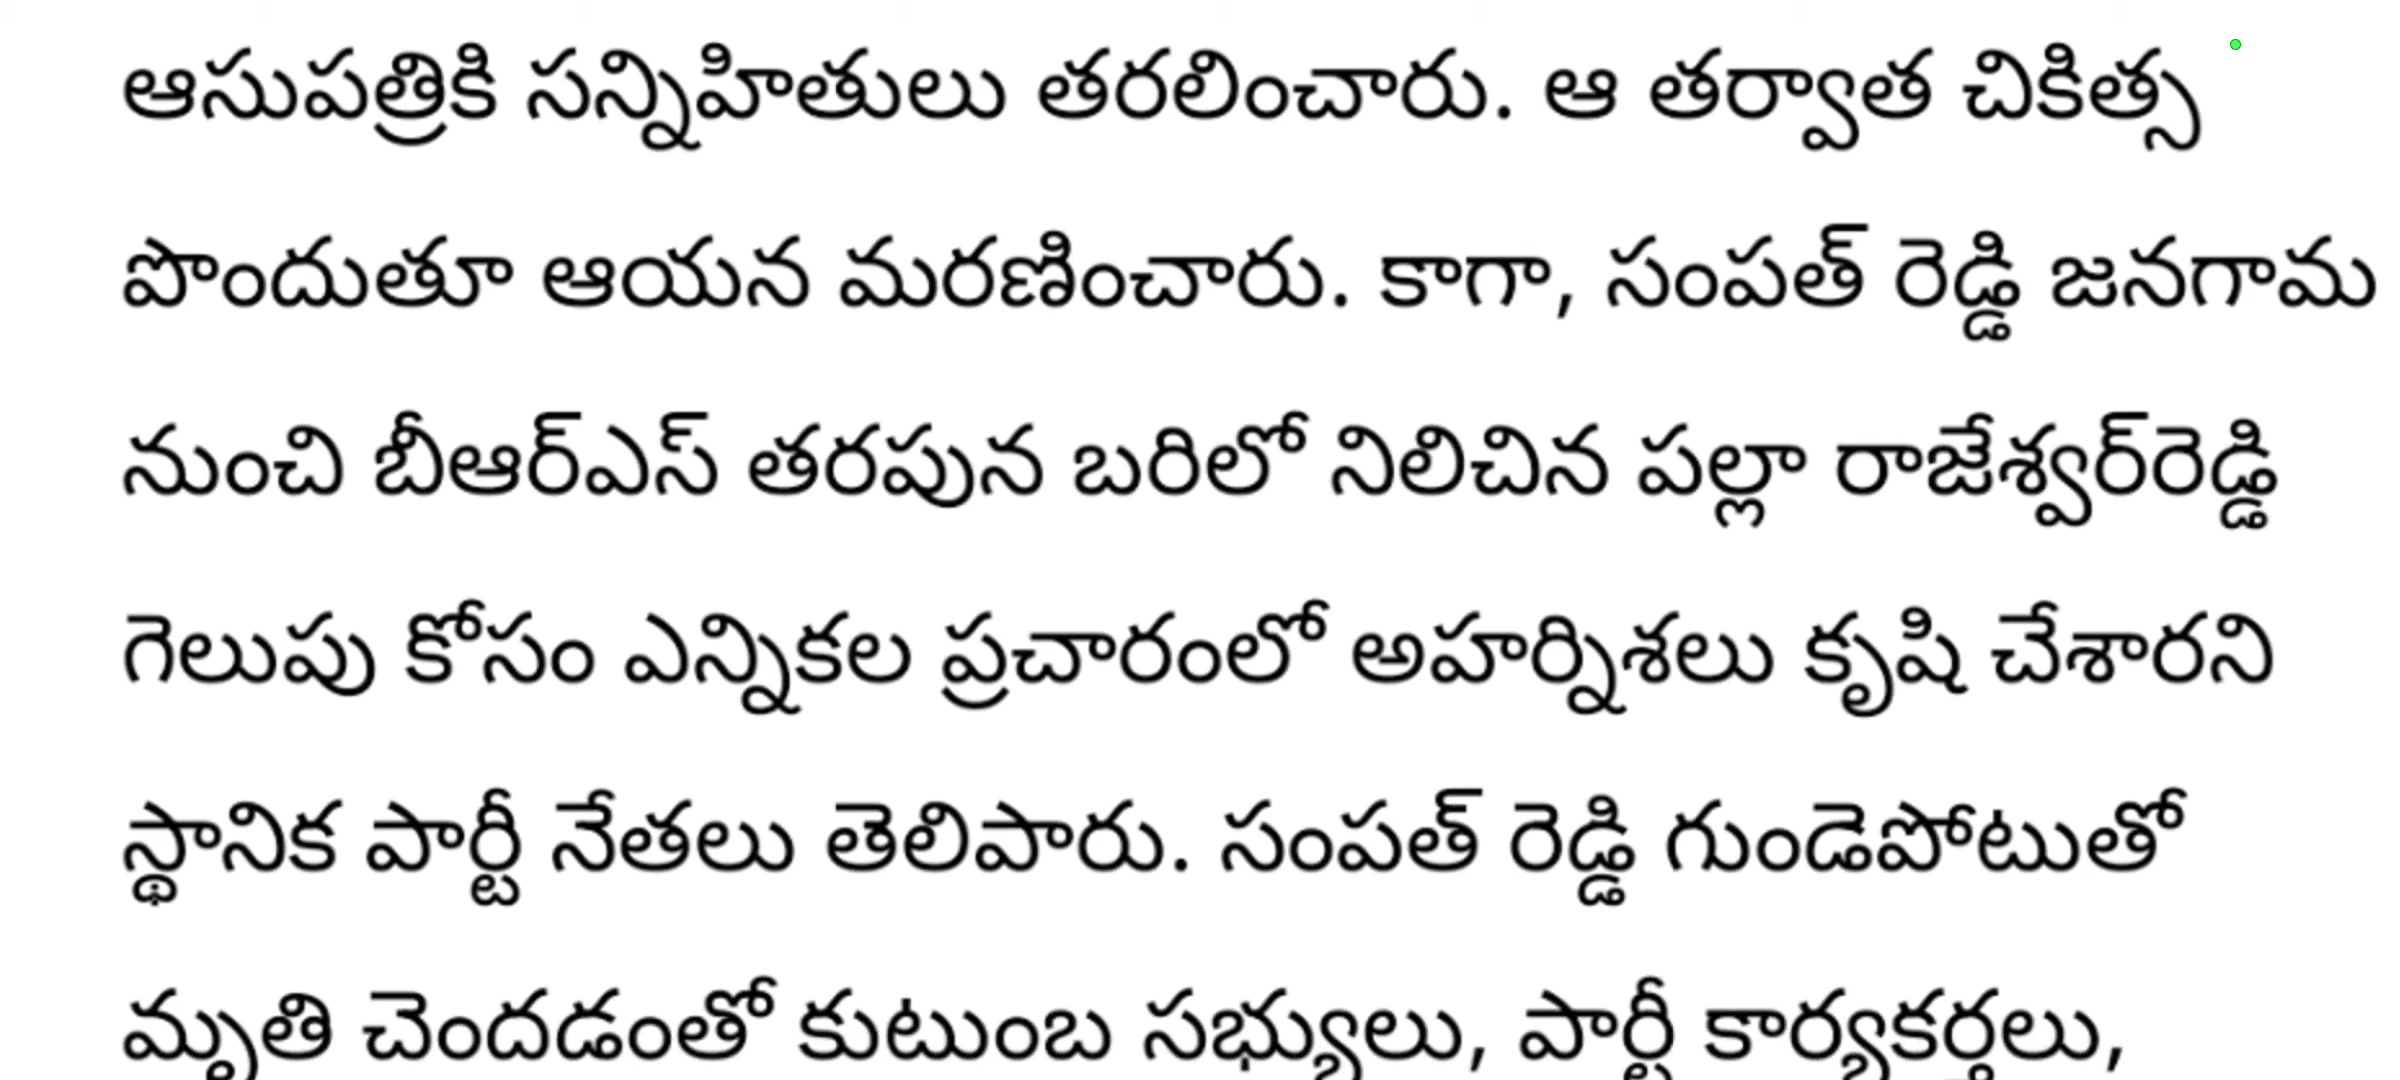 ఆసుపత్రికి సన్నిహితులు తరలించారు. ఆ తర్వాత చికిత్స
పొందుతూ ఆయన మరణించారు. కాగా, సంపత్ రెడ్డి జనగామ
నుంచి బీఆర్ఎస్ తరపున బరిలో నిలిచిన పల్లా రాజేశ్వర్‌రెడ్డి
గెలుపు కోసం ఎన్నికల ప్రచారంలో అహర్నిశలు కృషి చేశారని
స్థానిక పార్టీ నేతలు తెలిపారు. సంపత్ రెడ్డి గుండెపోటుతో
మృతి చెందడంతో కుటుంబ సభ్యులు, పార్టీ కార్యకర్తలు,